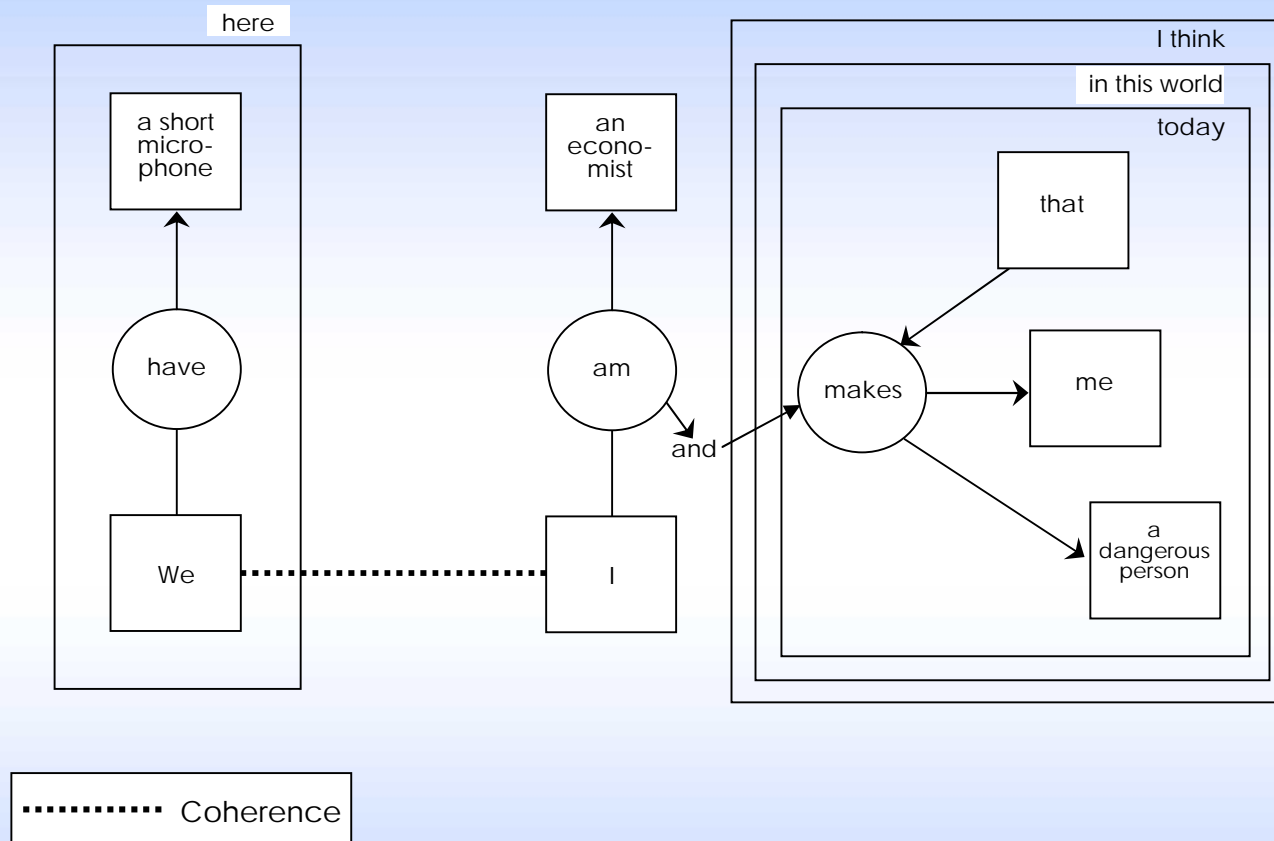 here
I think
in this world
today
a short
micro-
phone
an
econo-
mist
that
have
am
makes
me
and
We
I
a
dangerous
person
Coherence